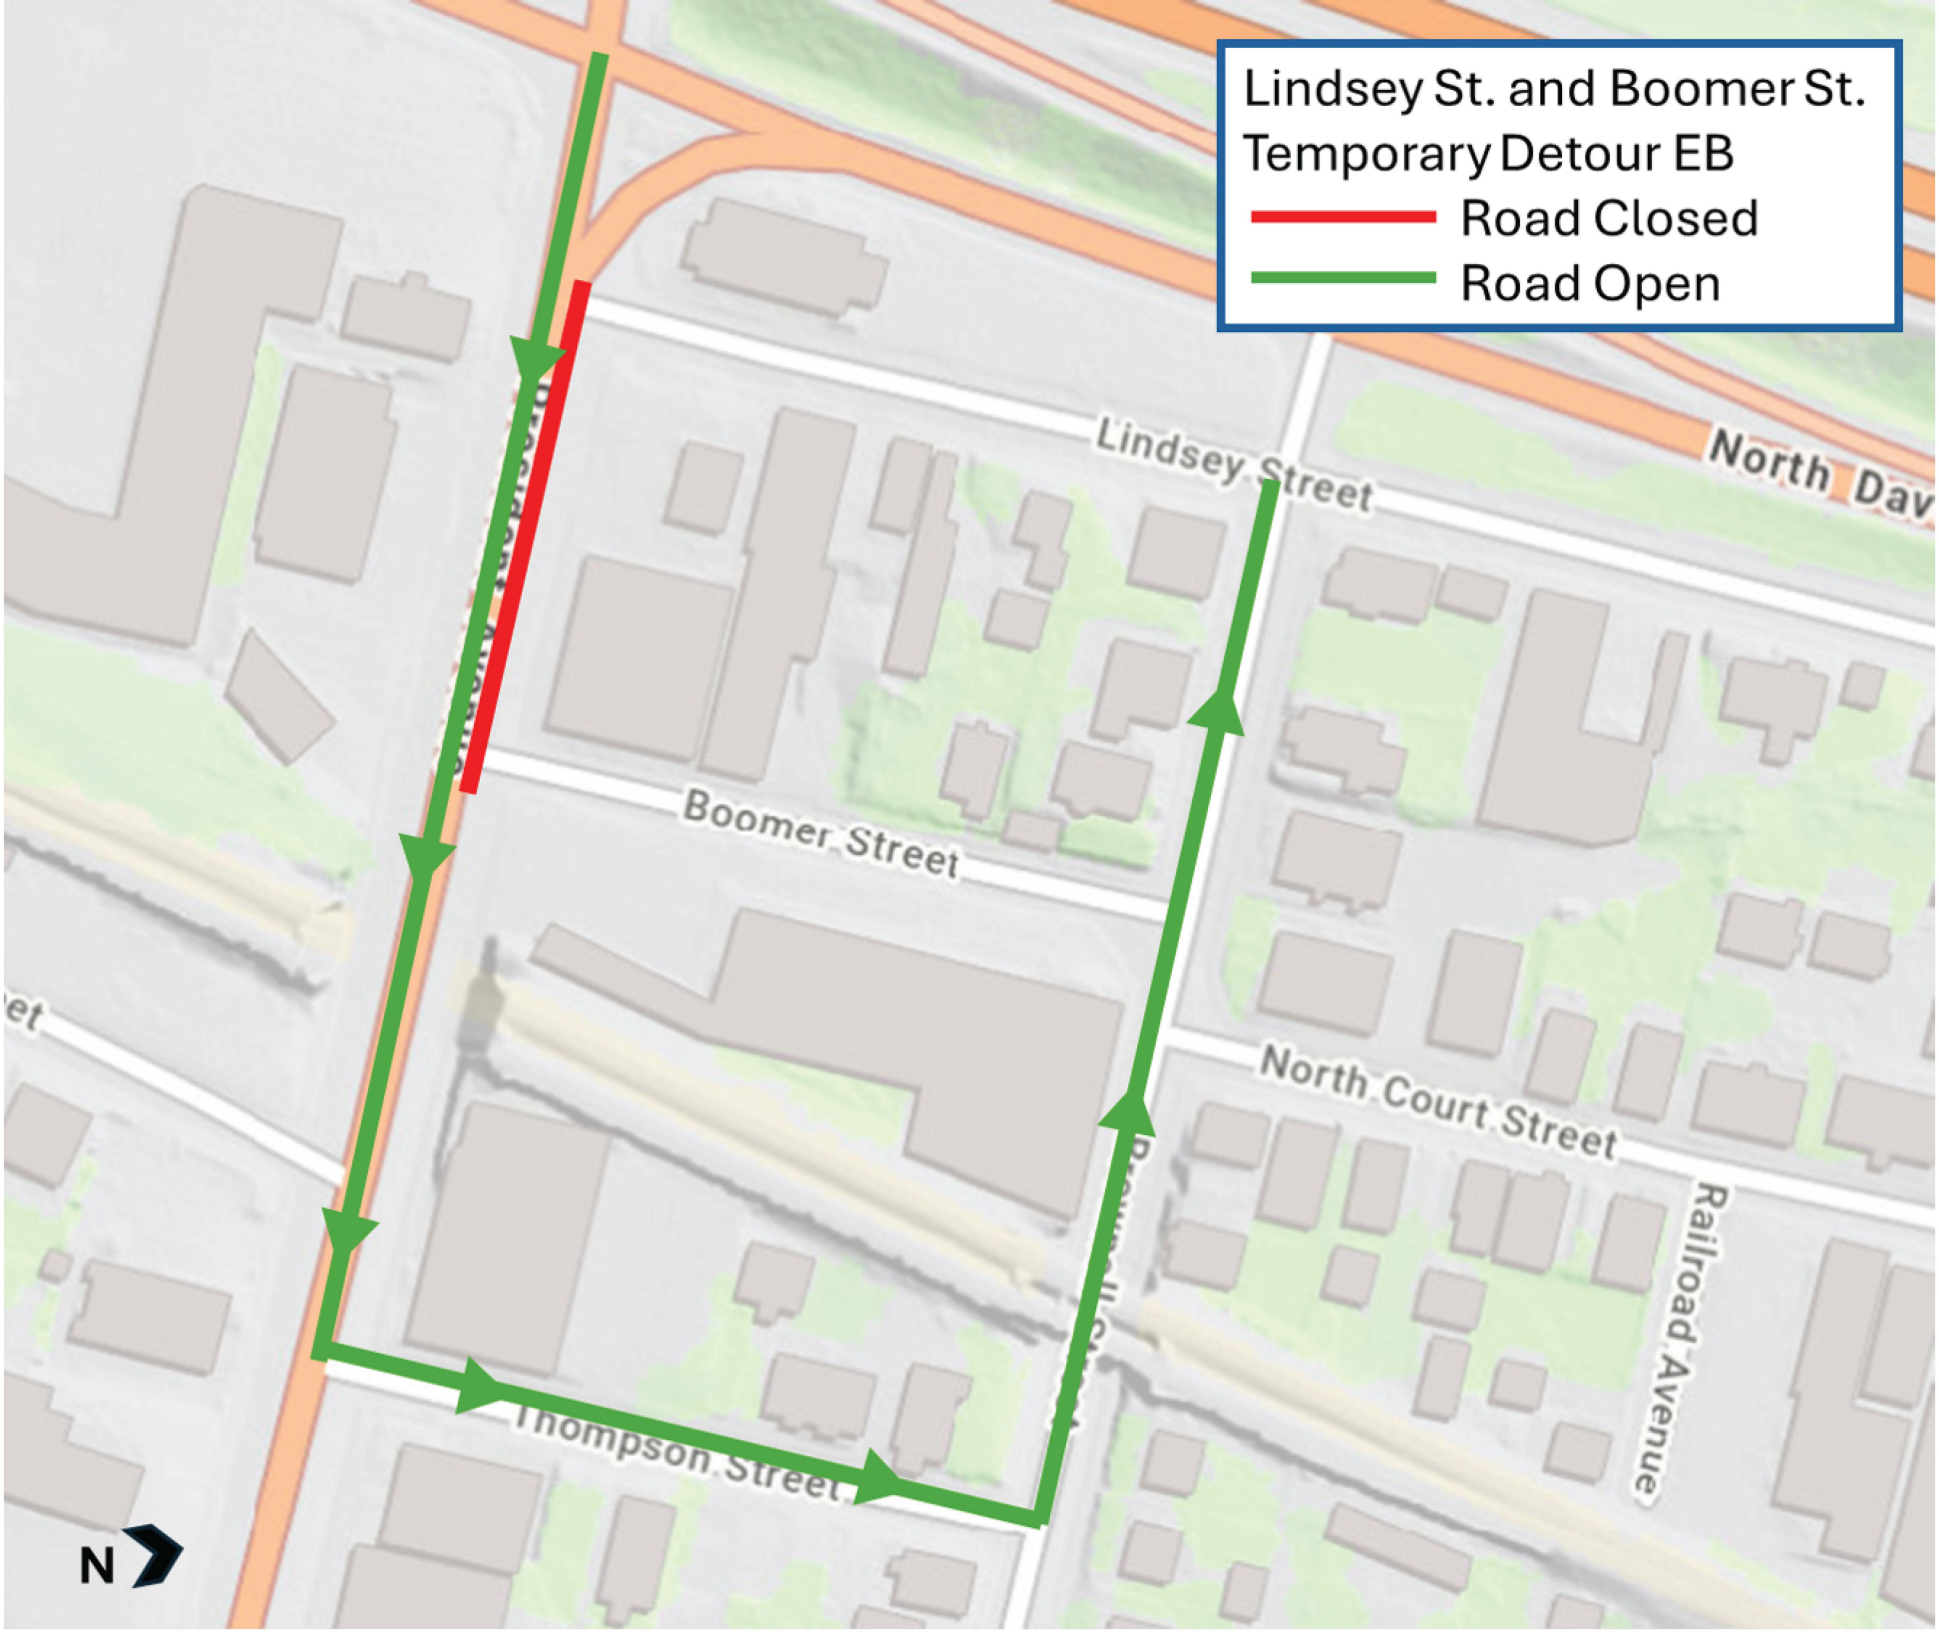 Lindsey St. and Boomer St.
Temporary Detour EB
Road Closed
Road Open
North Dav
Lindsey Street
Boomer Street
North Court Street
Railroad Avenue
Thompson Street
et
N